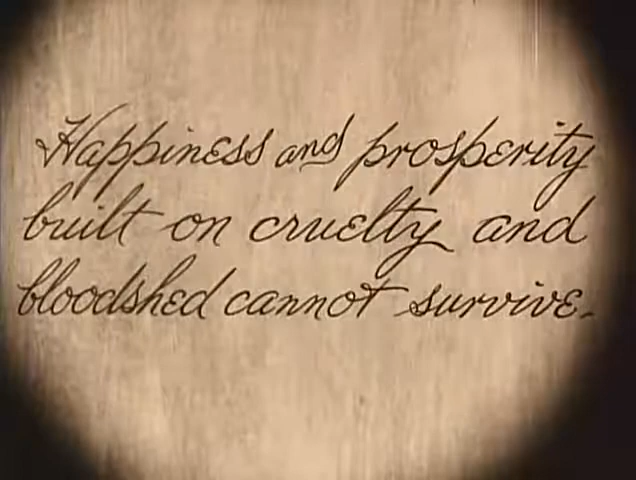 Happiness and prosperity
built on cruelty and
bloodshed cannot survive.